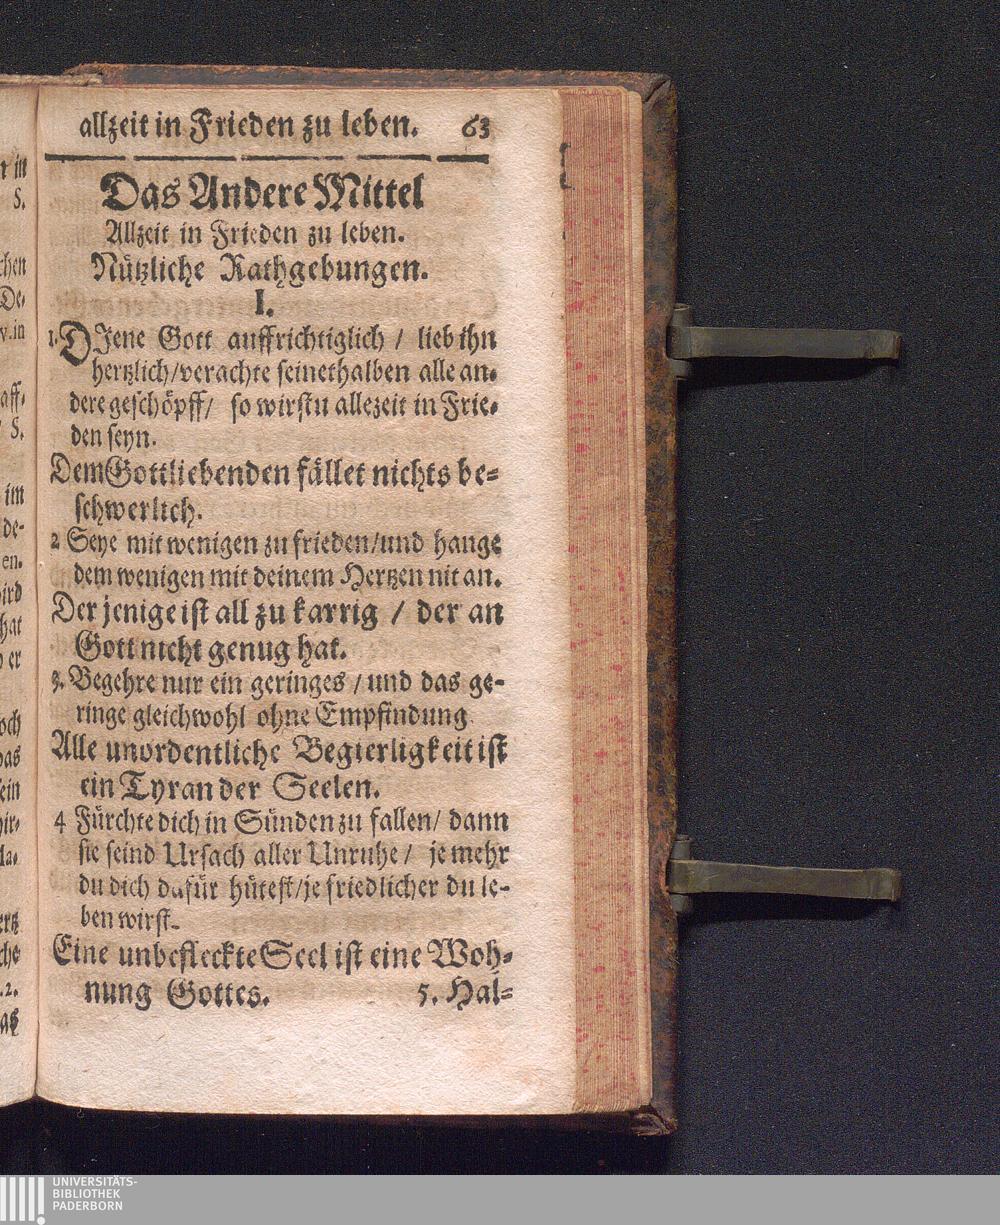 allzeit in Frieden zu leben. 63
Das Andere Mittel
Allzeit in Frieden zu leben.
Nützliche Rathgebungen.
I.
1. DJene Gott auffrichtiglich / lieb ihn
hertzlich/verachte seinethalben alle an-
dere geschöpff/ so wirstu allezeit in Frie-
den seyn.
Dem Gottliebenden fället nichts be-
schwerlich.
2 Seye mit wenigen zu frieden/und hange
dem wenigen mit deinem Hertzen nit an.
Der jenige ist all zu karrig / der an
Gott nicht genug hat.
3. Begehre nur ein geringes / und das ge-
ringe gleichwohl ohne Empfindung
Alle unordentliche Begierligkeit ist
ein Tyran der Seelen.
4 Fürchte dich in Sünden zu fallen/ dann
sie seind Ursach aller Unruhe / je mehr
du dich dafür hütest/je friedlicher du le-
ben wirst.
Eine unbefleckte Seel ist eine Woh-
nung Gottes. 5. Hal-
UNIVERSITÄTS-
BIBLIOTHEK
PADERBORN